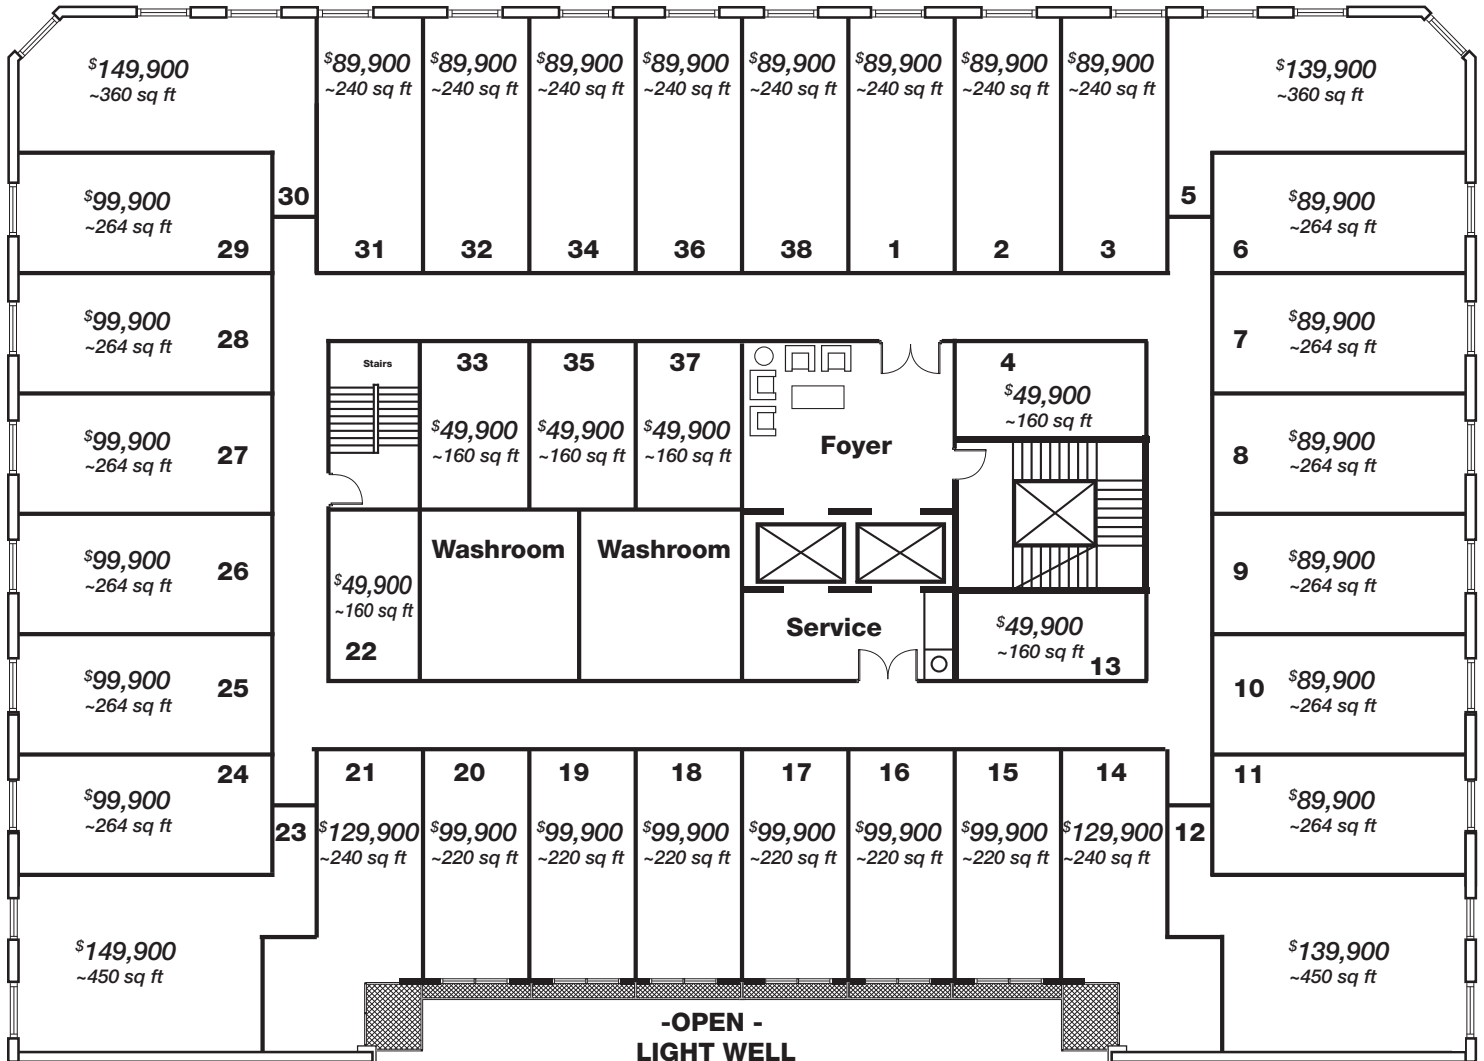 $149,900
~360 sq ft
$89,900
~240 sq ft
$89,900
~240 sq ft
$89,900
~240 sq ft
$89,900
~240 sq ft
$89,900
~240 sq ft
$89,900
~240 sq ft
$89,900
~240 sq ft
$89,900
~240 sq ft
$139,900
~360 sq ft
30
31
32
34
36
38
1
2
3
5
$99,900
~264 sq ft
29
$89,900
~264 sq ft
6
$99,900
~264 sq ft
28
7
$89,900
~264 sq ft
Stairs
33
$49,900
~160 sq ft
35
$49,900
~160 sq ft
37
$49,900
~160 sq ft
Foyer
4
$49,900
~160 sq ft
$99,900
~264 sq ft
27
8
$89,900
~264 sq ft
Washroom
Washroom
$99,900
~264 sq ft
26
9
$89,900
~264 sq ft
$49,900
~160 sq ft
22
Service
$49,900
~160 sq ft
13
$99,900
~264 sq ft
25
10
$89,900
~264 sq ft
24
$99,900
~264 sq ft
11
$89,900
~264 sq ft
23
21
$129,900
~240 sq ft
20
$99,900
~220 sq ft
19
$99,900
~220 sq ft
18
$99,900
~220 sq ft
17
$99,900
~220 sq ft
16
$99,900
~220 sq ft
15
$99,900
~220 sq ft
14
$129,900
~240 sq ft
12
$149,900
~450 sq ft
$139,900
~450 sq ft
-OPEN -
LIGHT WELL